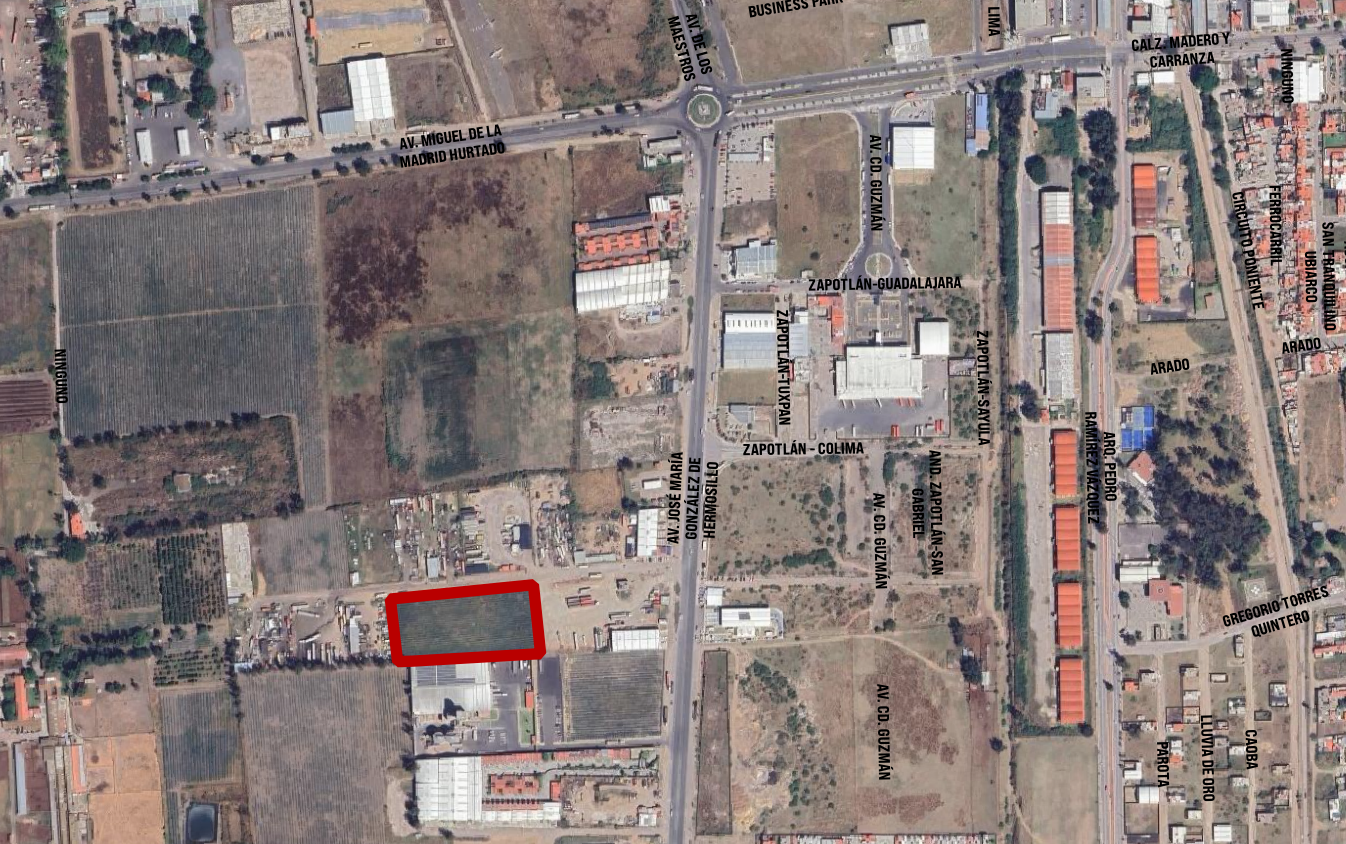 BUSINESS PARK
LIMA
AV. DE LOS
MAESTROS
CALZ. MADERO Y
CARRANZA
NINGUNO
AV. MIGUEL DE LA
MADRID HURTADO
AV. CD. GUZMÁN
CIRCUITO PONIENTE
FERROCARRIL
UBIARCO
SAN TRANQUILINO
ZAPOTLÁN-GUADALAJARA
ZAPOTLÁN-TUXPAN
ZAPOTLÁN-SAYULA
NINGUNO
ARADO
ARADO
ZAPOTLÁN - COLIMA
AV. JOSÉ MARÍA
GONZÁLEZ DE
HERMOSILLO
AV. CD. GUZMÁN
AND. ZAPOTLÁN-SAN
GABRIEL
ARQ. PEDRO
RAMÍREZ VÁZQUEZ
GREGORIO TORRES
QUINTERO
AV. CD. GUZMÁN
PAROTA
LLUVIA DE ORO
CAOBA